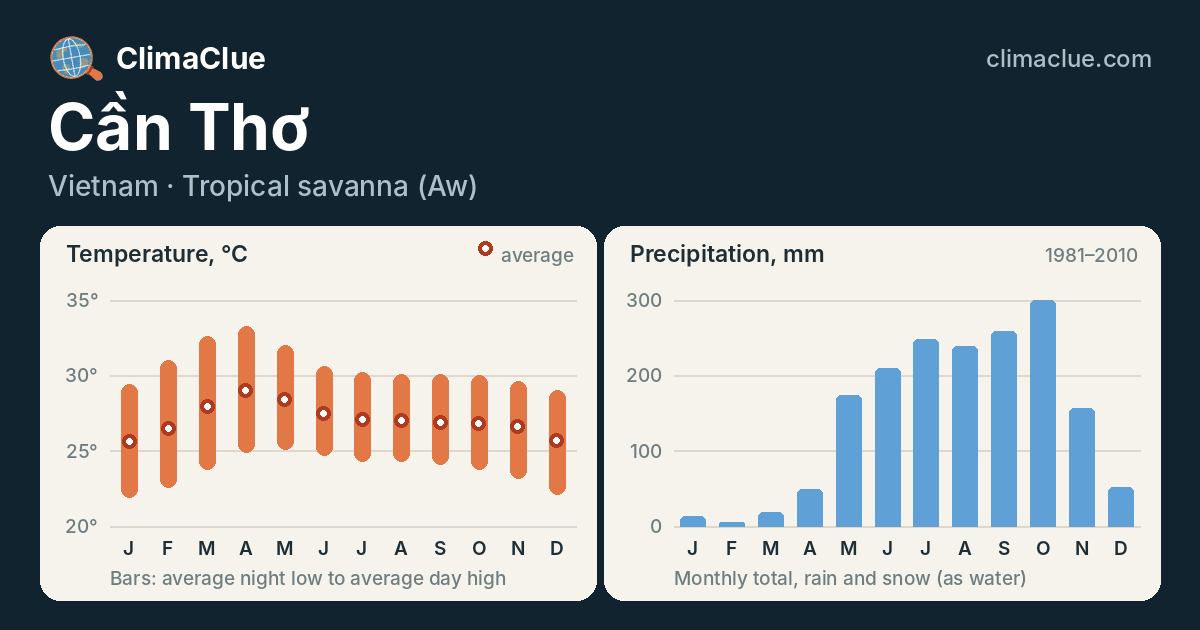 ClimaClue
climaclue.com
Cần Thơ
Vietnam · Tropical savanna (Aw)
Temperature, °C
average
35°
30°
25°
20°
J F M A M J J A S O N D
Bars: average night low to average day high
Precipitation, mm
1981–2010
300
200
100
0
J F M A M J J A S O N D
Monthly total, rain and snow (as water)